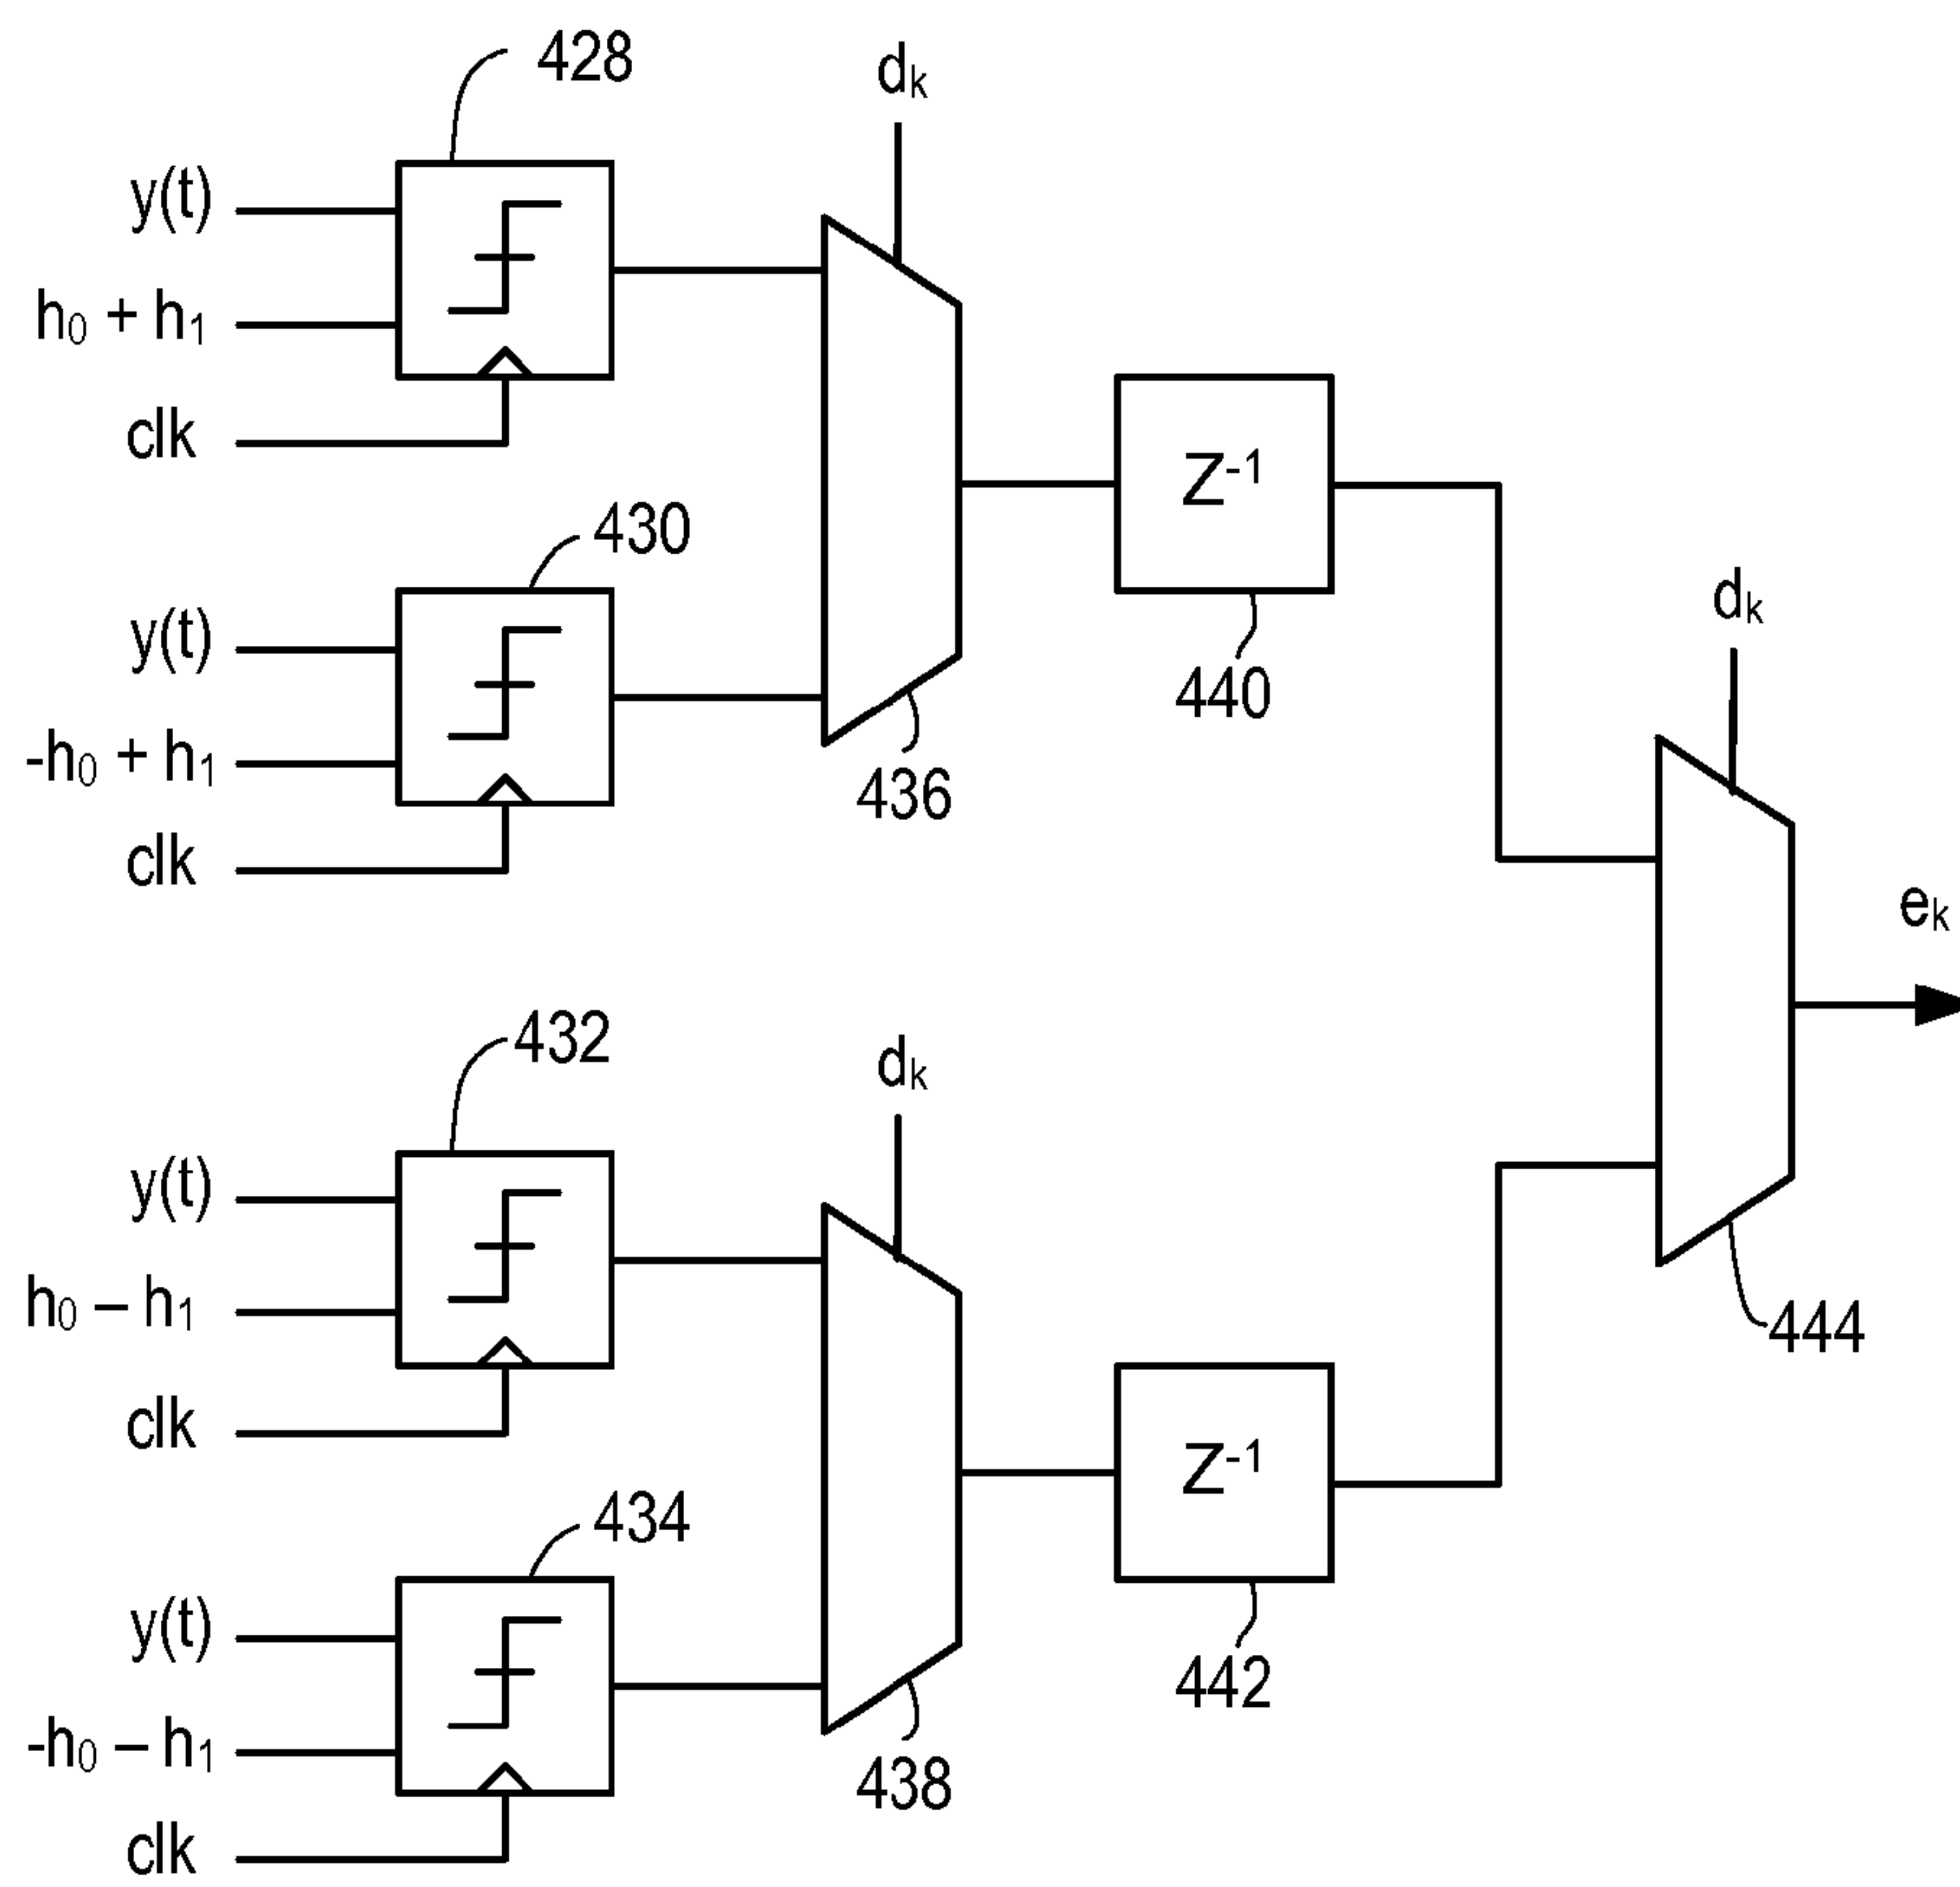 428
dₖ
y(t)
h₀ + h₁
clk
430
y(t)
-h₀ + h₁
clk
436
Z⁻¹
440
dₖ
eₖ
444
432
dₖ
y(t)
h₀ – h₁
clk
434
y(t)
-h₀ – h₁
clk
438
Z⁻¹
442